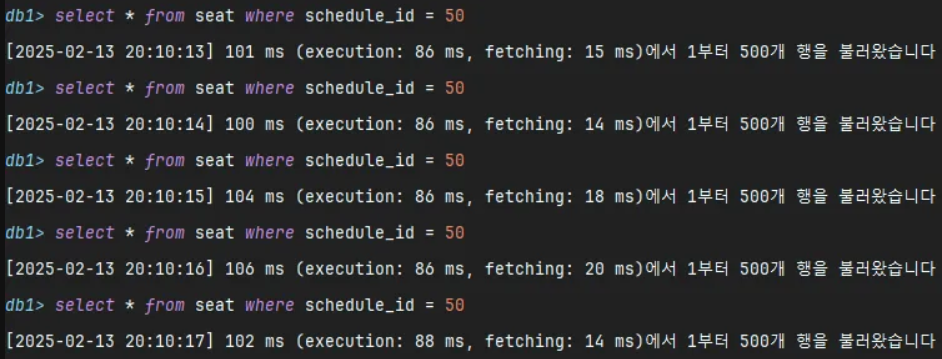 db1> select * from seat where schedule_id = 50
[2025-02-13 20:10:13] 101 ms (execution: 86 ms, fetching: 15 ms)에서 1부터 500개 행을 불러왔습니다
db1> select * from seat where schedule_id = 50
[2025-02-13 20:10:14] 100 ms (execution: 86 ms, fetching: 14 ms)에서 1부터 500개 행을 불러왔습니다
db1> select * from seat where schedule_id = 50
[2025-02-13 20:10:15] 104 ms (execution: 86 ms, fetching: 18 ms)에서 1부터 500개 행을 불러왔습니다
db1> select * from seat where schedule_id = 50
[2025-02-13 20:10:16] 106 ms (execution: 86 ms, fetching: 20 ms)에서 1부터 500개 행을 불러왔습니다
db1> select * from seat where schedule_id = 50
[2025-02-13 20:10:17] 102 ms (execution: 88 ms, fetching: 14 ms)에서 1부터 500개 행을 불러왔습니다